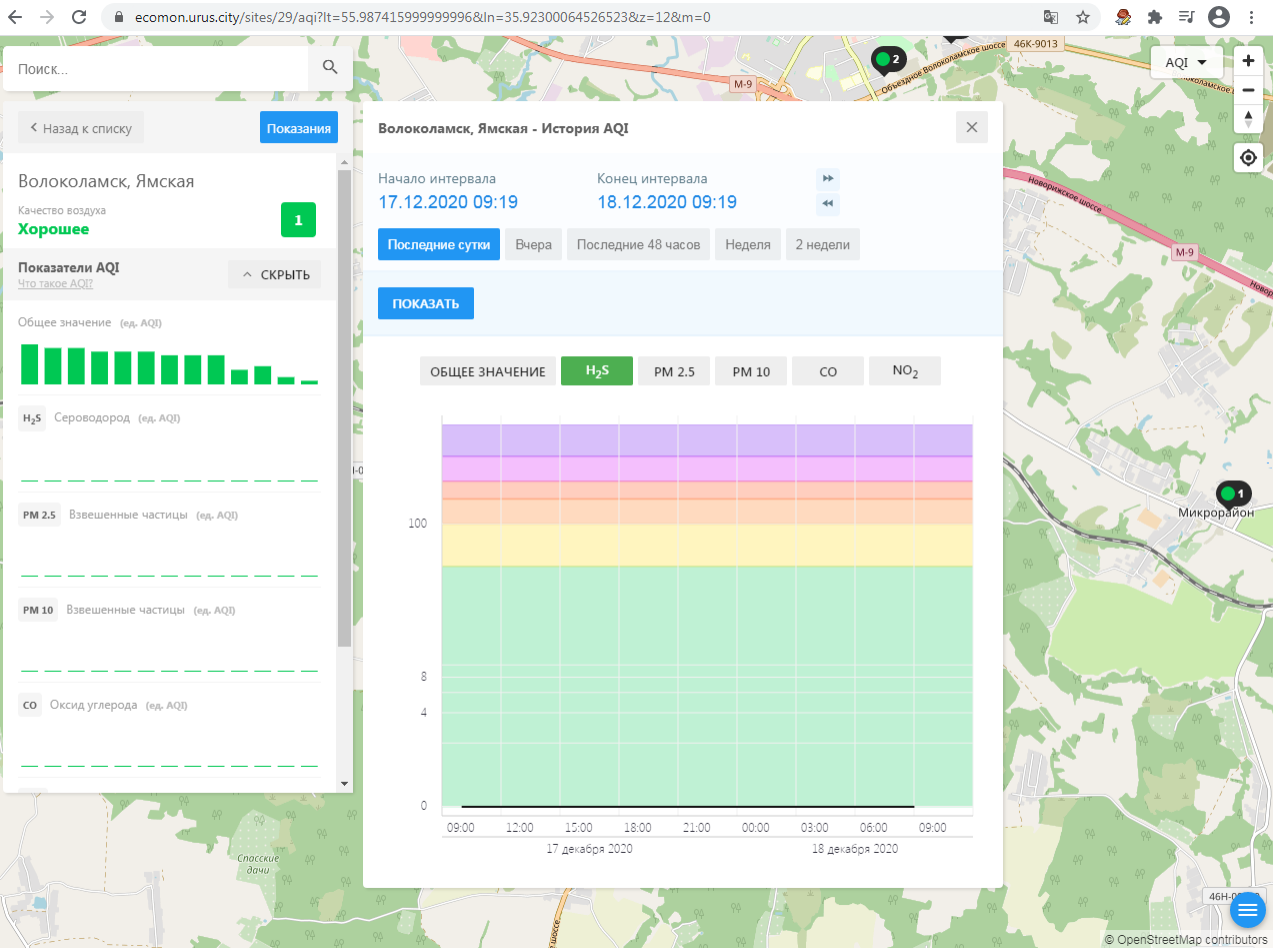 ecomon.urus.city/sites/29/aqi?lt=55.987415999999996&ln=35.92300064526523&z=12&m=0
Поиск...
Назад к списку
Показания
Волоколамск, Ямская
Качество воздуха
Хорошее
1
Показатели AQI
Что такое AQI?
СКРЫТЬ
Общее значение (ед. AQI)
H2S Сероводород (ед. AQI)
PM 2.5 Взвешенные частицы (ед. AQI)
PM 10 Взвешенные частицы (ед. AQI)
CO Оксид углерода (ед. AQI)
Волоколамск, Ямская - История AQI
Начало интервала
17.12.2020 09:19
Конец интервала
18.12.2020 09:19
Последние сутки
Вчера
Последние 48 часов
Неделя
2 недели
ПОКАЗАТЬ
ОБЩЕЕ ЗНАЧЕНИЕ
H2S
PM 2.5
PM 10
CO
NO2
100
8
4
0
09:00 12:00 15:00 18:00 21:00 00:00 03:00 06:00 09:00
17 декабря 2020 18 декабря 2020
M-9
2
Объездное Волоколамское шоссе
46К-9013
AQI
Новорижское шоссе
M-9
1
Микрорайон
Спасские
дачи
© OpenStreetMap contributors